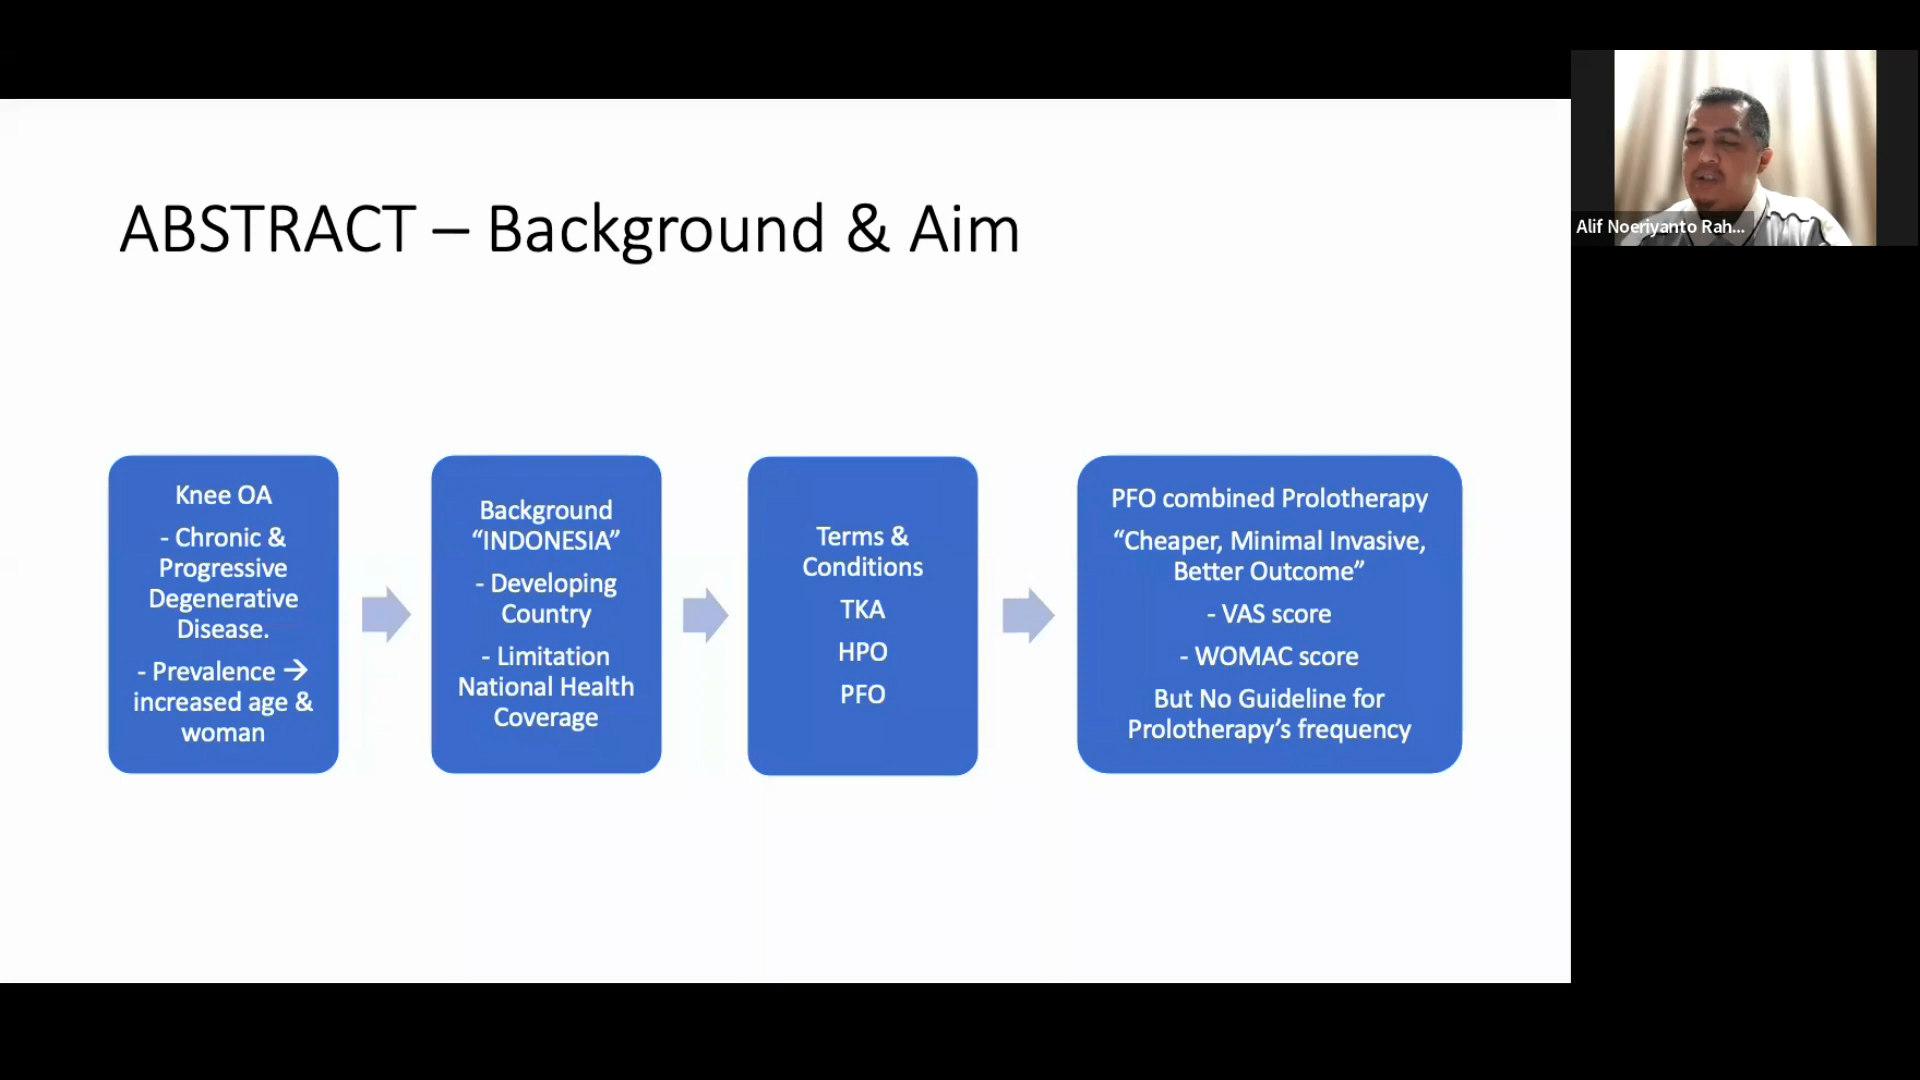 ABSTRACT – Background & Aim
Knee OA
- Chronic &
Progressive
Degenerative
Disease.
- Prevalence →
increased age &
woman
Background
“INDONESIA”
- Developing
Country
- Limitation
National Health
Coverage
Terms &
Conditions
TKA
HPO
PFO
PFO combined Prolotherapy
“Cheaper, Minimal Invasive,
Better Outcome”
- VAS score
- WOMAC score
But No Guideline for
Prolotherapy’s frequency
Alif Noeriyanto Rah...